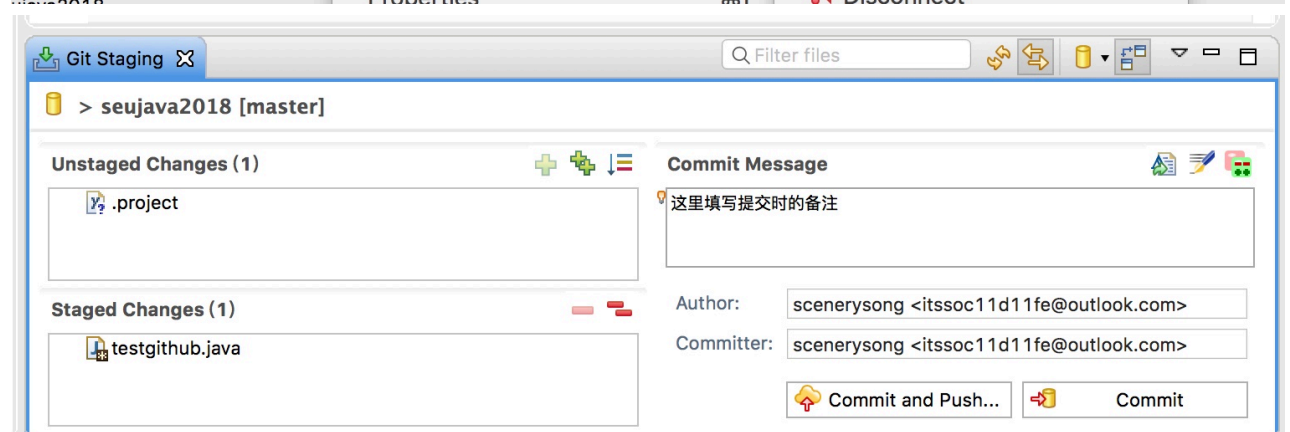 Properties
Disconnect
Git Staging
Filter files
> seujava2018 [master]
Unstaged Changes (1)
.project
Staged Changes (1)
testgithub.java
Commit Message
这里填写提交时的备注
Author: scenerysong <itssoc11d11fe@outlook.com>
Committer: scenerysong <itssoc11d11fe@outlook.com>
Commit and Push...
Commit